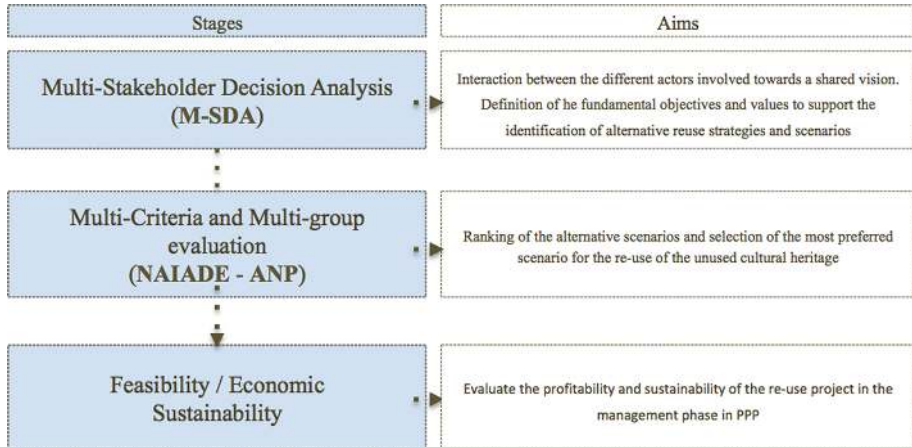 Stages
Aims
Multi-Stakeholder Decision Analysis
(M-SDA)
Interaction between the different actors involved towards a shared vision.
Definition of he fundamental objectives and values to support the
identification of alternative reuse strategies and scenarios
Multi-Criteria and Multi-group
evaluation
(NAIADE - ANP)
Ranking of the alternative scenarios and selection of the most preferred
scenario for the re-use of the unused cultural heritage
Feasibility / Economic
Sustainability
Evaluate the profitability and sustainability of the re-use project in the
management phase in PPP